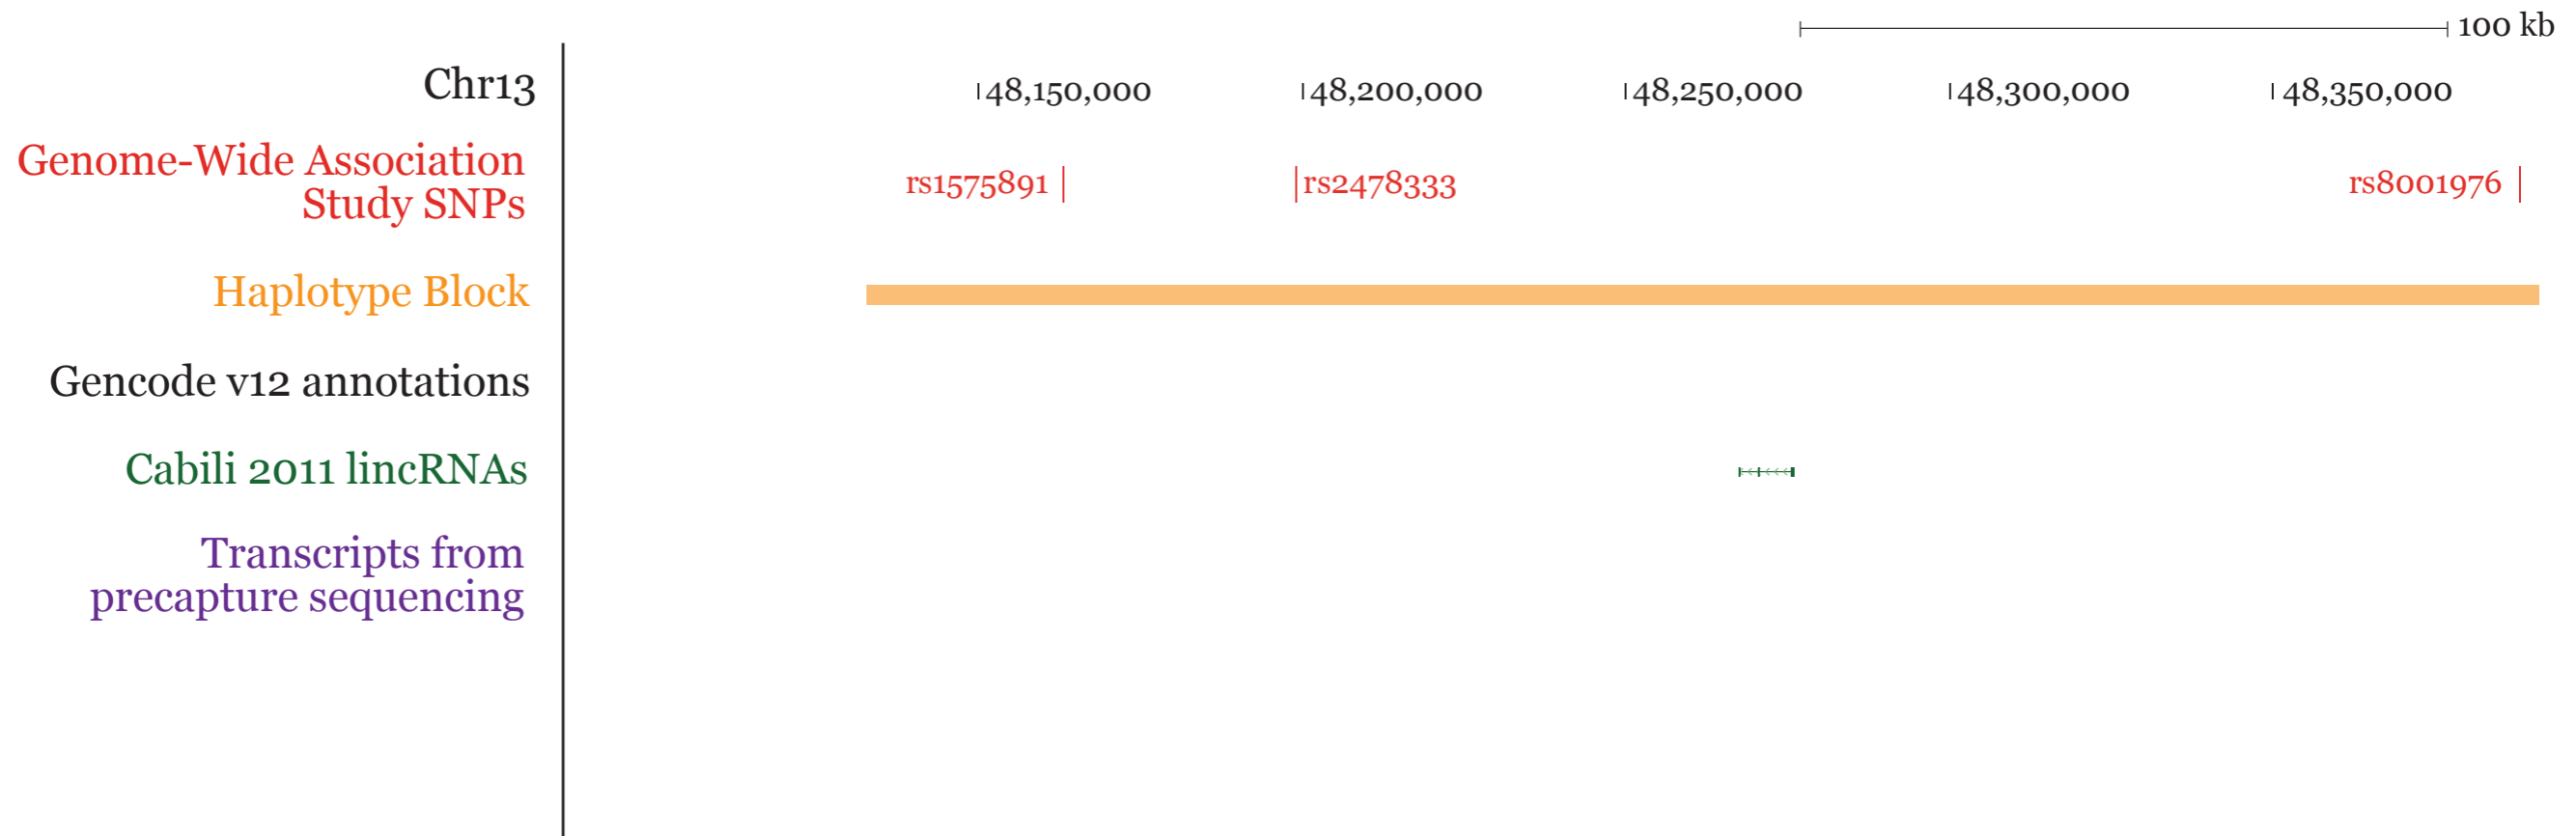 100 kb
Chr13
48,150,000
48,200,000
48,250,000
48,300,000
48,350,000
Genome-Wide Association
Study SNPs
rs1575891
rs2478333
rs8001976
Haplotype Block
Gencode v12 annotations
Cabili 2011 lincRNAs
Transcripts from
precapture sequencing